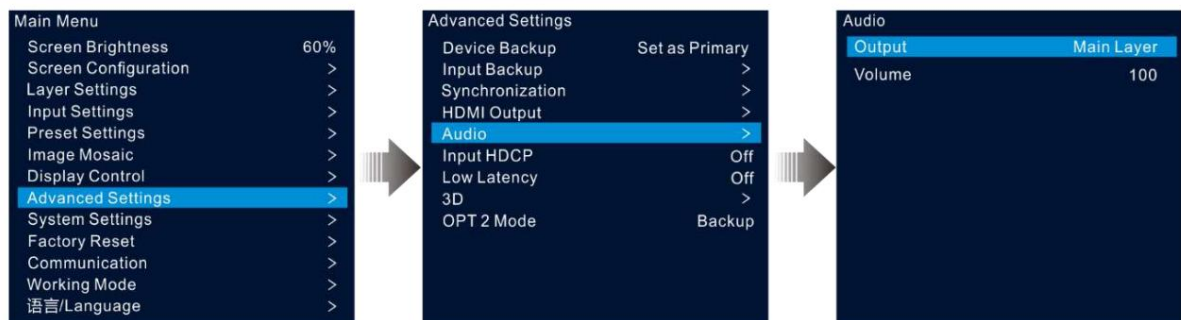 Main Menu
Screen Brightness 60%
Screen Configuration >
Layer Settings >
Input Settings >
Preset Settings >
Image Mosaic >
Display Control >
Advanced Settings >
System Settings >
Factory Reset >
Communication >
Working Mode >
语言/Language >
Advanced Settings
Device Backup Set as Primary
Input Backup >
Synchronization >
HDMI Output >
Audio >
Input HDCP Off
Low Latency Off
3D >
OPT 2 Mode Backup
Audio
Output Main Layer
Volume 100